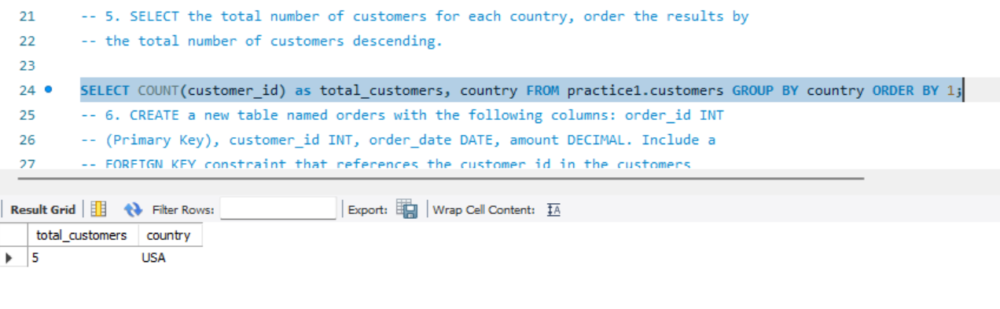 21 -- 5. SELECT the total number of customers for each country, order the results by
22 -- the total number of customers descending.
23
24 SELECT COUNT(customer_id) as total_customers, country FROM practice1.customers GROUP BY country ORDER BY 1;
25 -- 6. CREATE a new table named orders with the following columns: order_id INT
26 -- (Primary Key), customer_id INT, order_date DATE, amount DECIMAL. Include a
27 -- FOREIGN KEY constraint that references the customer id in the customers
Result Grid Filter Rows: Export: Wrap Cell Content: IA
total_customers country
5 USA